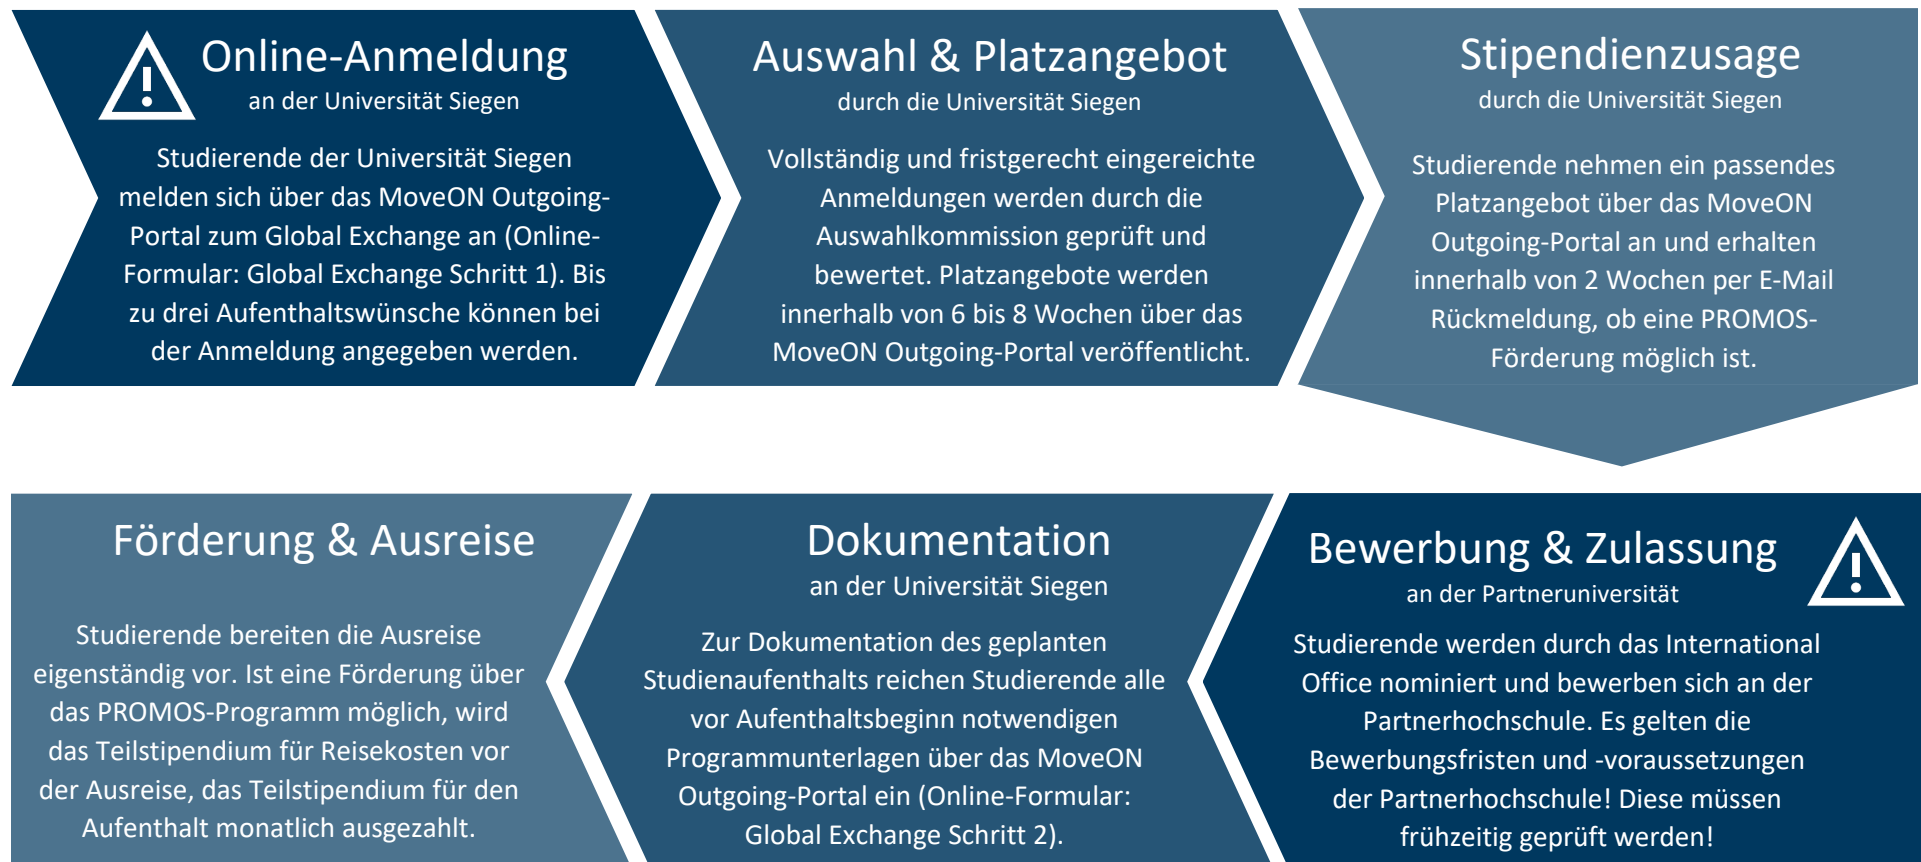 Online-Anmeldung
an der Universität Siegen
Studierende der Universität Siegen
melden sich über das MoveON Outgoing-
Portal zum Global Exchange an (Online-
Formular: Global Exchange Schritt 1). Bis
zu drei Aufenthaltswünsche können bei
der Anmeldung angegeben werden.
Auswahl & Platzangebot
durch die Universität Siegen
Vollständig und fristgerecht eingereichte
Anmeldungen werden durch die
Auswahlkommission geprüft und
bewertet. Platzangebote werden
innerhalb von 6 bis 8 Wochen über das
MoveON Outgoing-Portal veröffentlicht.
Stipendienzusage
durch die Universität Siegen
Studierende nehmen ein passendes
Platzangebot über das MoveON
Outgoing-Portal an und erhalten
innerhalb von 2 Wochen per E-Mail
Rückmeldung, ob eine PROMOS-
Förderung möglich ist.
Bewerbung & Zulassung
an der Partneruniversität
Studierende werden durch das International
Office nominiert und bewerben sich an der
Partnerhochschule. Es gelten die
Bewerbungsfristen und -voraussetzungen
der Partnerhochschule! Diese müssen
frühzeitig geprüft werden!
Dokumentation
an der Universität Siegen
Zur Dokumentation des geplanten
Studienaufenthalts reichen Studierende alle
vor Aufenthaltsbeginn notwendigen
Programmunterlagen über das MoveON
Outgoing-Portal ein (Online-Formular:
Global Exchange Schritt 2).
Förderung & Ausreise
Studierende bereiten die Ausreise
eigenständig vor. Ist eine Förderung über
das PROMOS-Programm möglich, wird
das Teilstipendium für Reisekosten vor
der Ausreise, das Teilstipendium für den
Aufenthalt monatlich ausgezahlt.